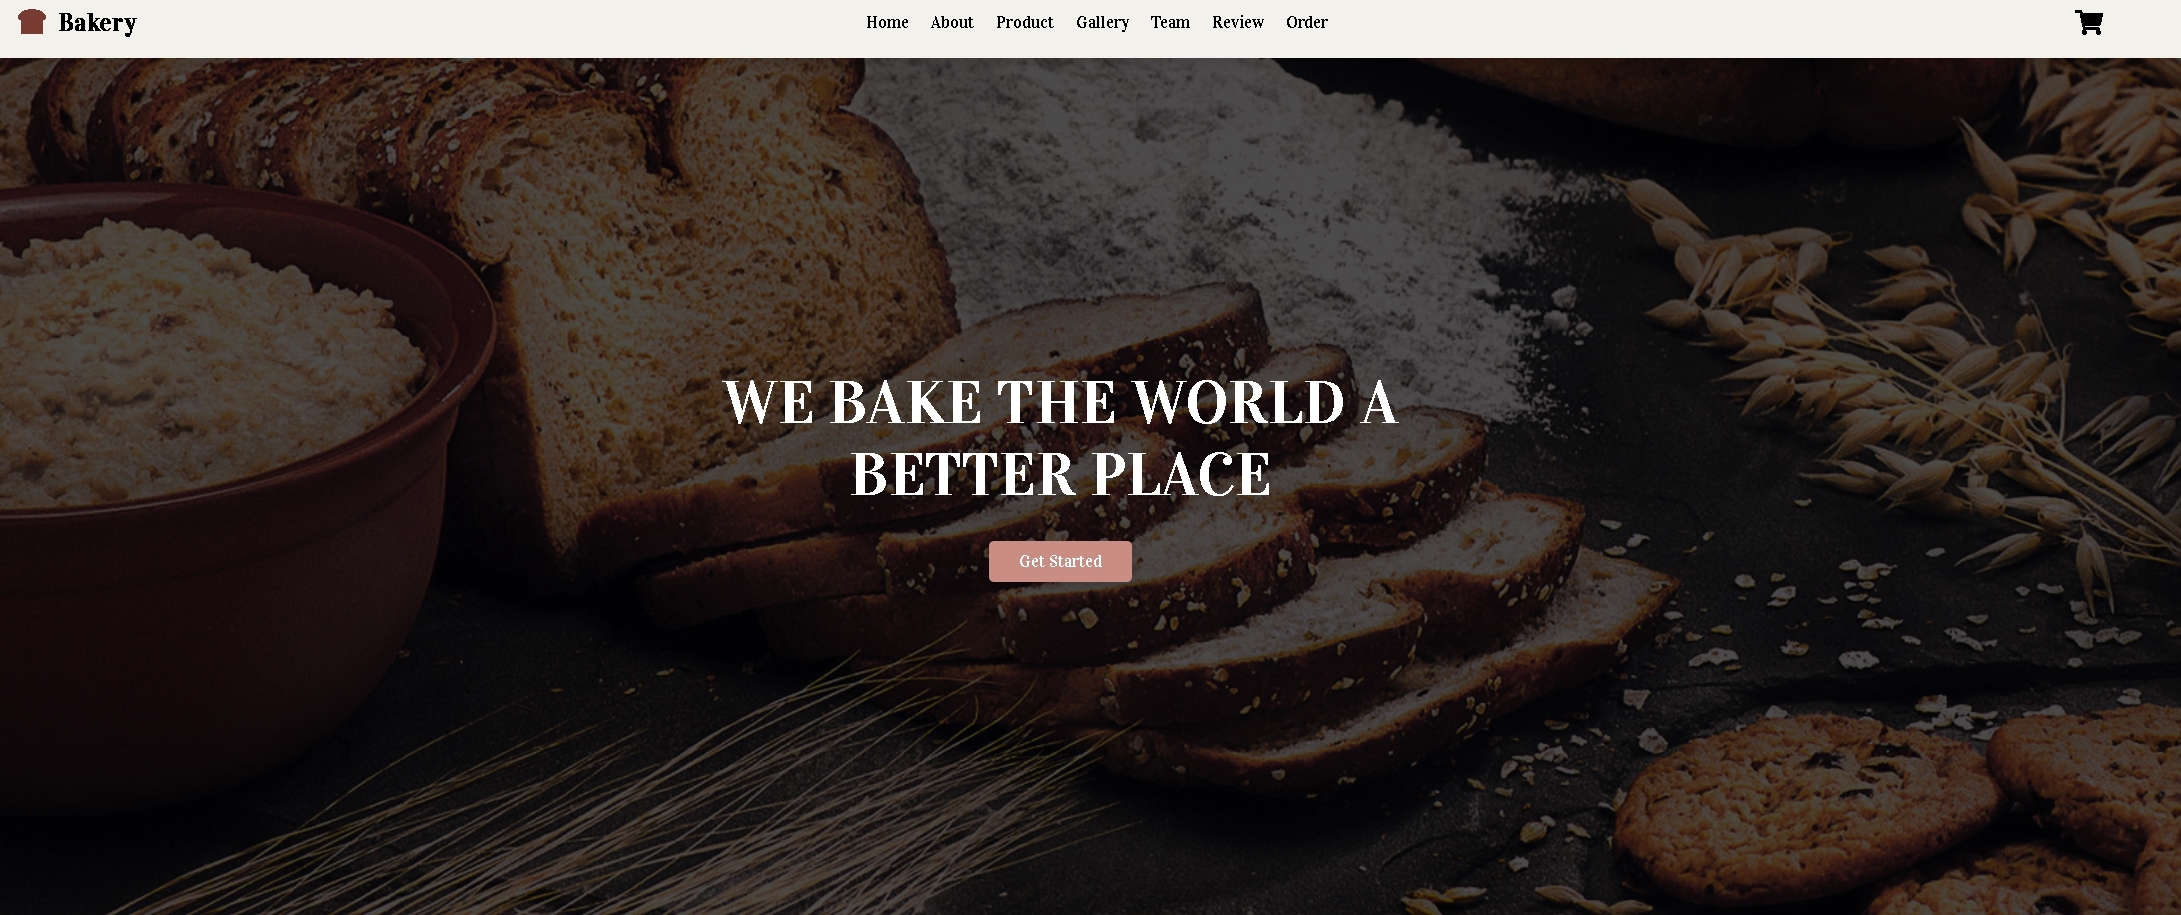 Bakery
Home About Product Gallery Team Review Order
WE BAKE THE WORLD A
BETTER PLACE
Get Started